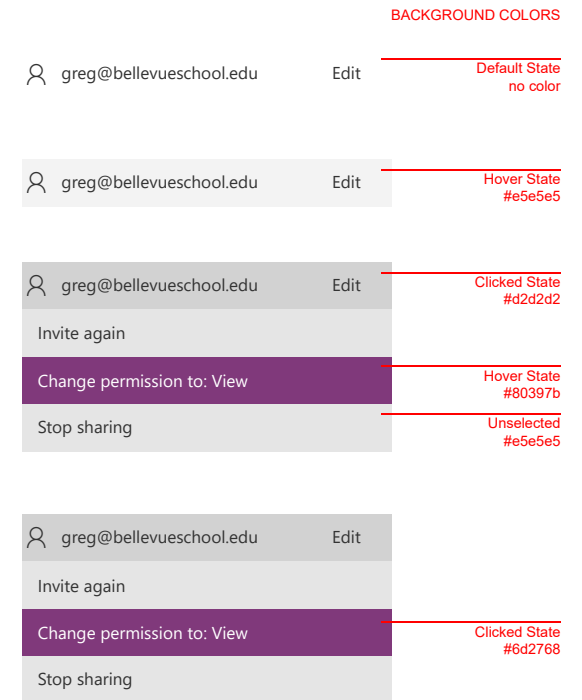 BACKGROUND COLORS
greg@bellevueschool.edu Edit
Default State
no color
greg@bellevueschool.edu Edit
Hover State
#e5e5e5
greg@bellevueschool.edu Edit
Clicked State
#d2d2d2
Invite again
Change permission to: View
Hover State
#80397b
Stop sharing
Unselected
#e5e5e5
greg@bellevueschool.edu Edit
Invite again
Change permission to: View
Clicked State
#6d2768
Stop sharing